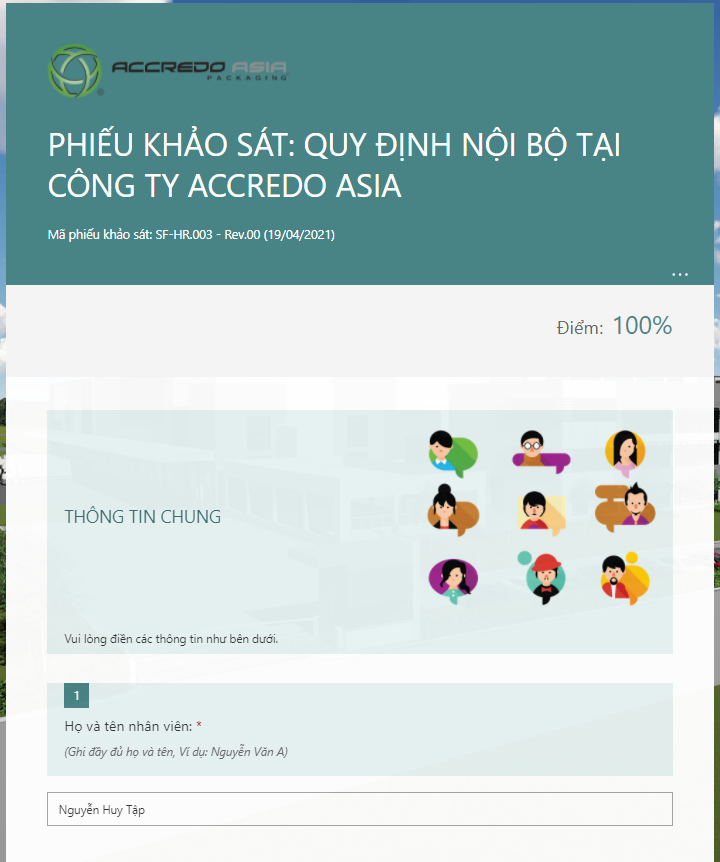 ACCREDO ASIA
PACKAGING
PHIẾU KHẢO SÁT: QUY ĐỊNH NỘI BỘ TẠI
CÔNG TY ACCREDO ASIA
Mã phiếu khảo sát: SF-HR.003 - Rev.00 (19/04/2021)
...
Điểm: 100%
THÔNG TIN CHUNG
Vui lòng điền các thông tin như bên dưới.
1
Họ và tên nhân viên: *
(Ghi đầy đủ họ và tên, Ví dụ: Nguyễn Văn A)
Nguyễn Huy Tập